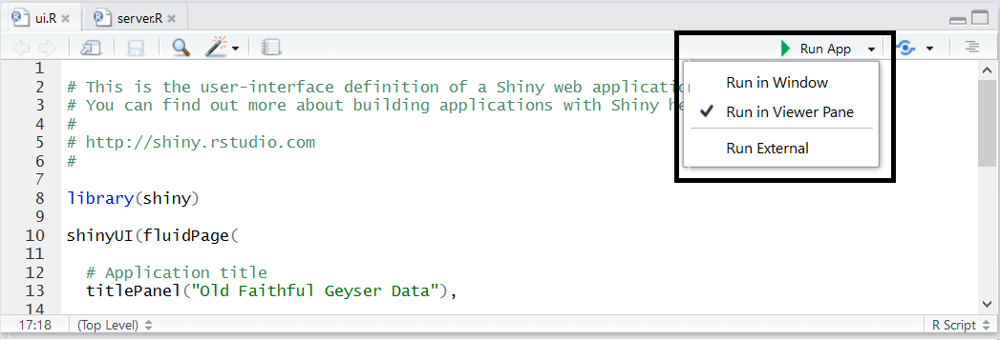 ui.R
server.R
Run App
Run in Window
Run in Viewer Pane
Run External
1
2 # This is the user-interface definition of a Shiny web application
3 # You can find out more about building applications with Shiny he
4 #
5 # http://shiny.rstudio.com
6 #
7
8 library(shiny)
9
10 shinyUI(fluidPage(
11
12 # Application title
13 titlePanel("Old Faithful Geyser Data"),
14
17:18 (Top Level) R Script